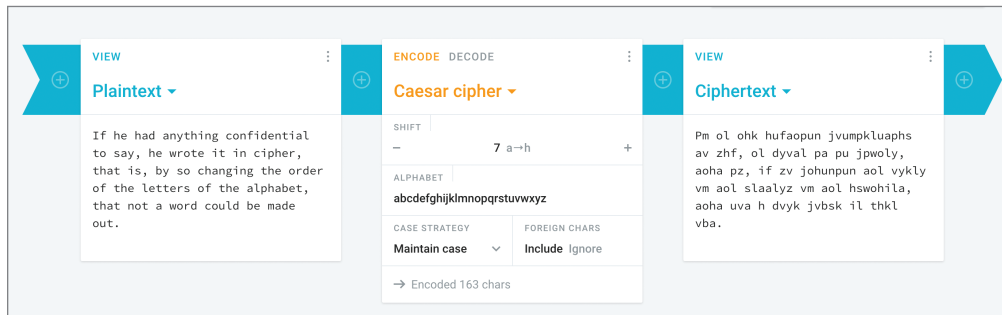 VIEW
Plaintext
If he had anything confidential
to say, he wrote it in cipher,
that is, by so changing the order
of the letters of the alphabet,
that not a word could be made
out.
ENCODE DECODE
Caesar cipher
SHIFT
− 7 a→h +
ALPHABET
abcdefghijklmnopqrstuvwxyz
CASE STRATEGY
Maintain case
FOREIGN CHARS
Include Ignore
→ Encoded 163 chars
VIEW
Ciphertext
Pm ol ohk hufaopun jvumpkluaphs
av zhf, ol dyval pa pu jpwoly,
aoha pz, if zv johunpun aol vykly
vm aol slaalyz vm aol hswohila,
aoha uva h dvyk jvbsk il thkl
vba.